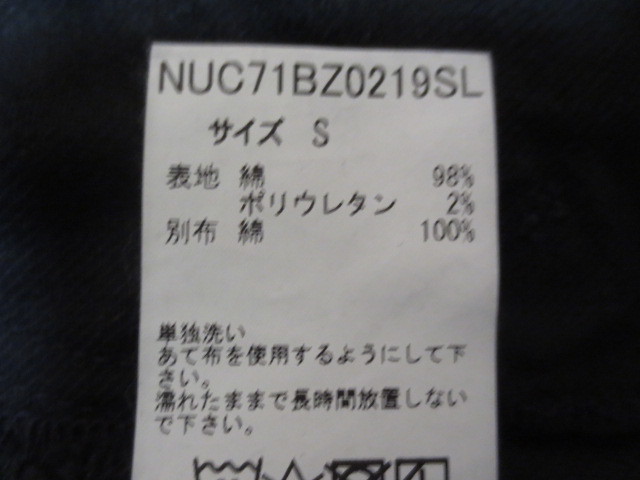 NUC71BZ0219SL
サイズ S
表地 綿 98%
ポリウレタン 2%
別布 綿 100%
単独洗い
あて布を使用するようにして下
さい。
濡れたままで長時間放置しない
で下さい。